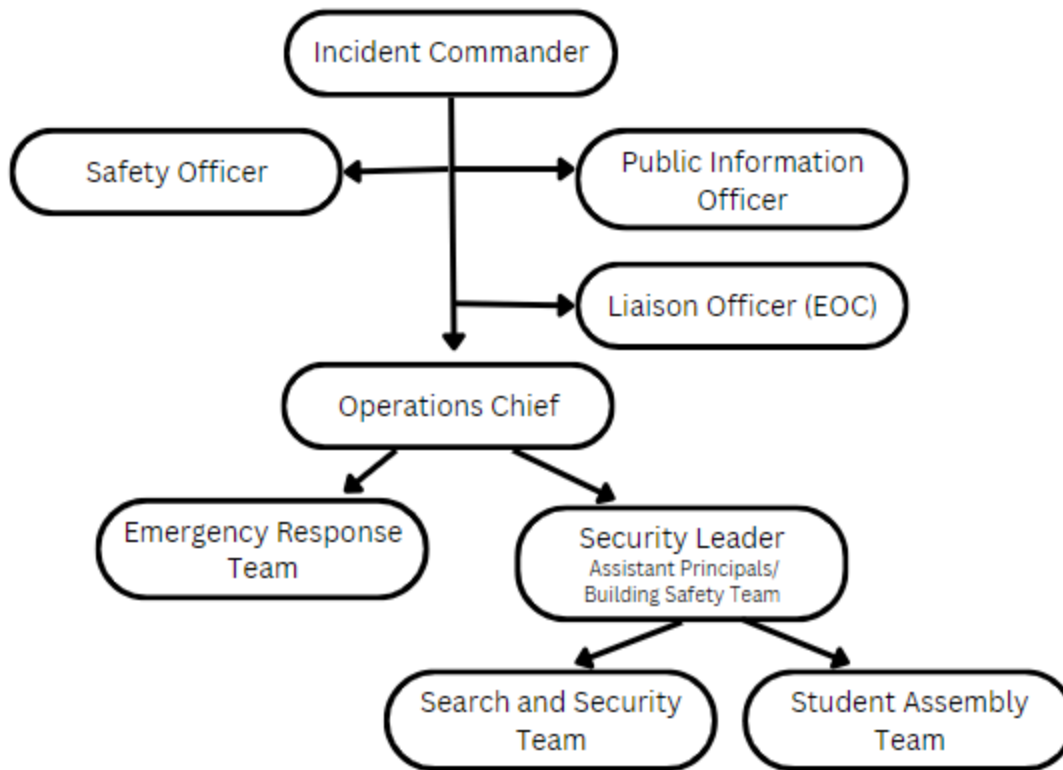 Incident Commander
Safety Officer
Public Information
Officer
Liaison Officer (EOC)
Operations Chief
Emergency Response
Team
Security Leader
Assistant Principals/
Building Safety Team
Search and Security
Team
Student Assembly
Team